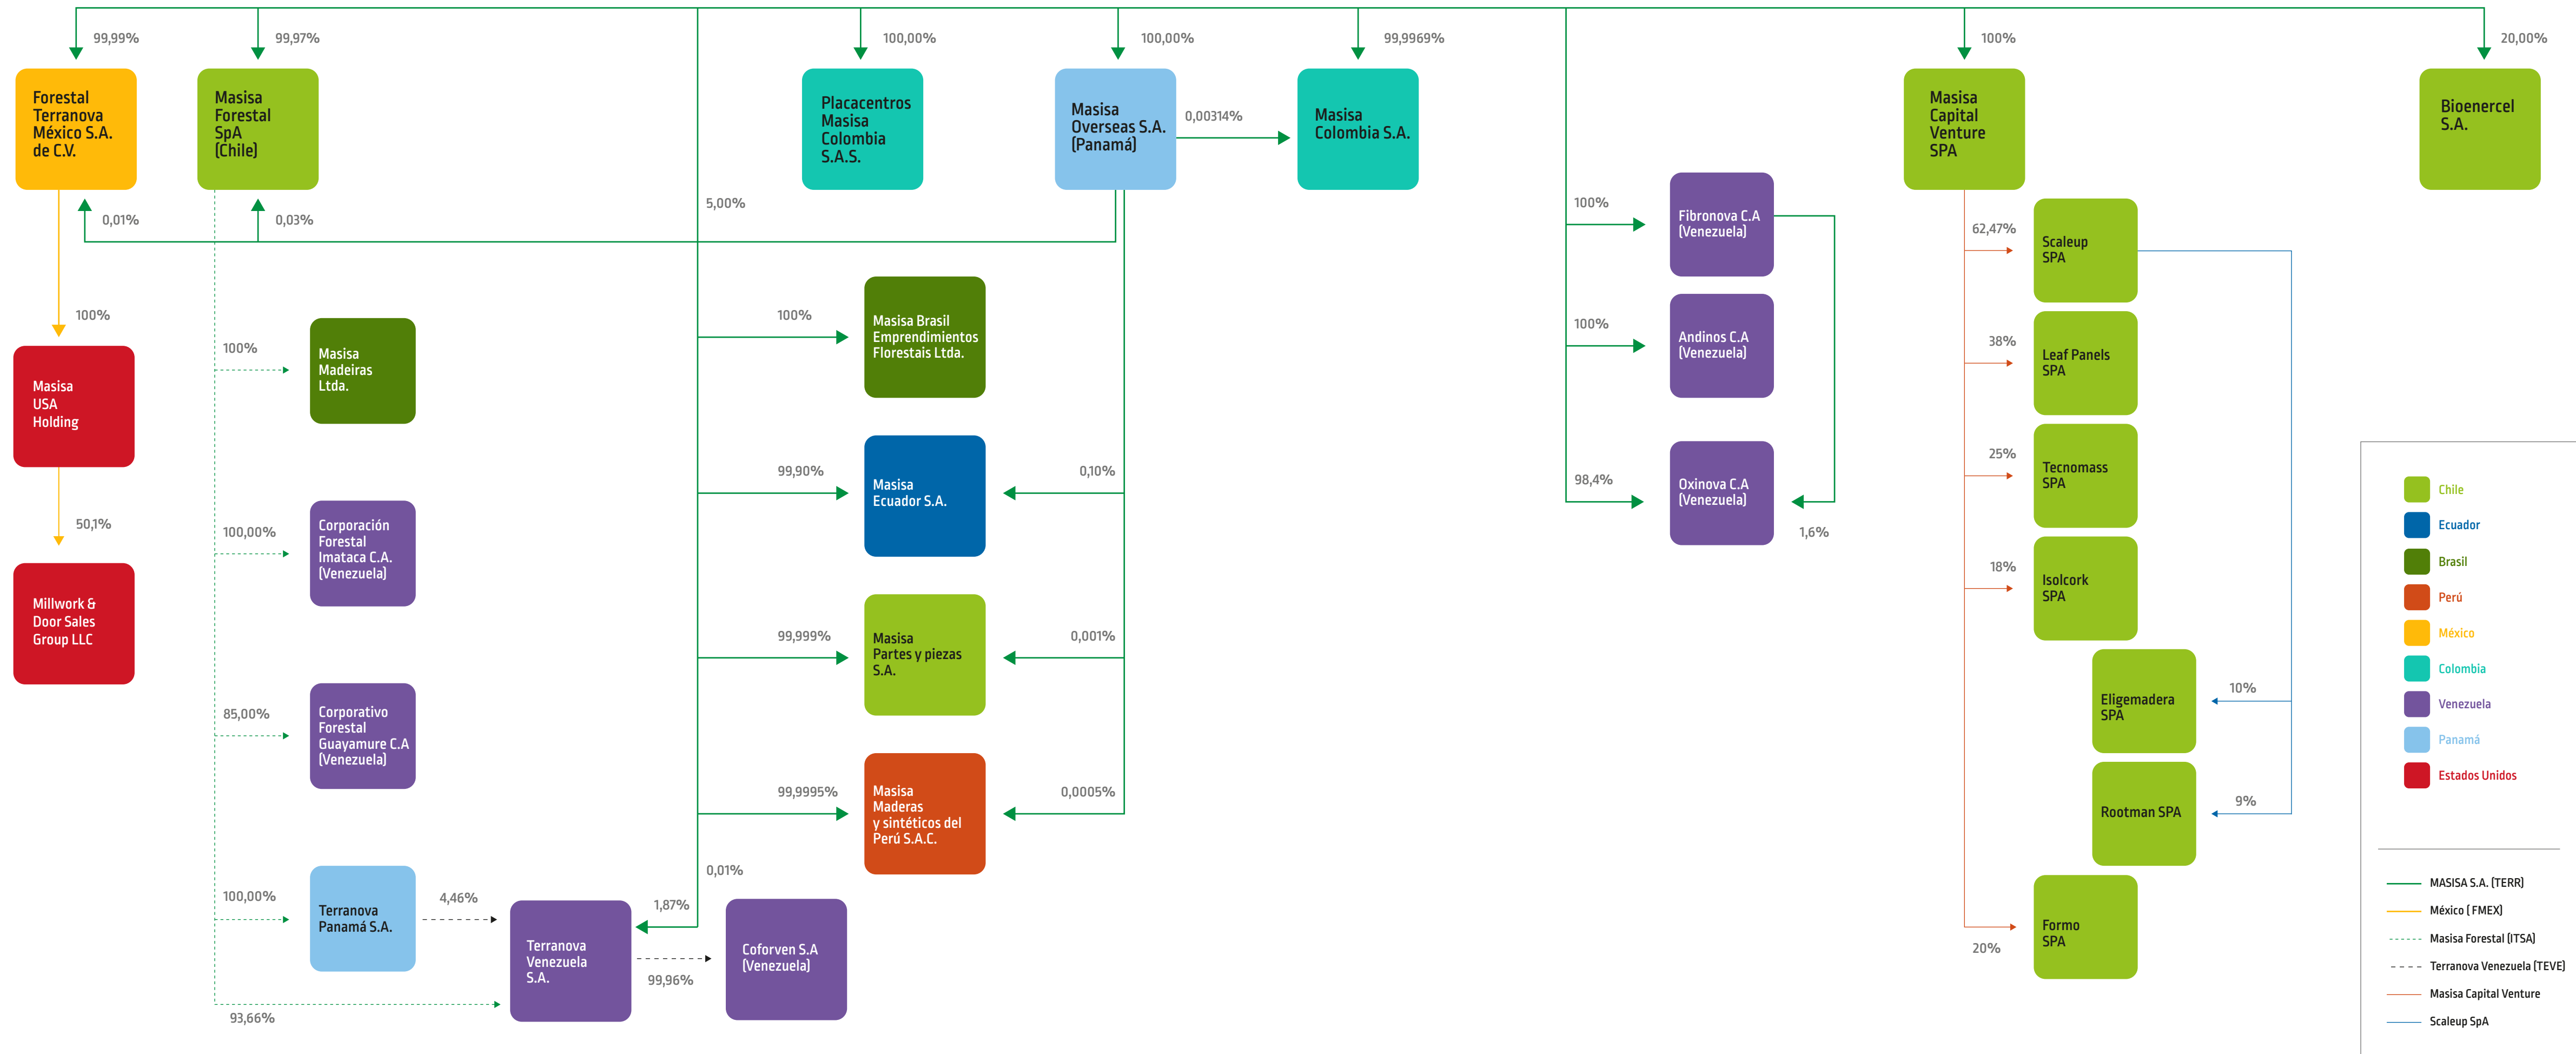 99,99%
99,97%
100,00%
100,00%
99,9969%
100%
20,00%
Forestal
Terranova
México S.A.
de C.V.
Masisa
Forestal
SpA
(Chile)
Placacentros
Masisa
Colombia
S.A.S.
Masisa
Overseas S.A.
(Panamá)
0,00314%
Masisa
Colombia S.A.
Masisa
Capital
Venture
SPA
Bioenercel
S.A.
0,01%
0,03%
5,00%
100%
Fibronova C.A
(Venezuela)
100%
Andinos C.A
(Venezuela)
98,4%
Oxinova C.A
(Venezuela)
1,6%
62,47%
Scaleup
SPA
38%
Leaf Panels
SPA
25%
Tecnomass
SPA
18%
Isolcork
SPA
Eligemadera
SPA
10%
Rootman SPA
9%
20%
Formo
SPA
100%
Masisa
USA
Holding
50,1%
Millwork &
Door Sales
Group LLC
100%
Masisa
Madeiras
Ltda.
100,00%
Corporación
Forestal
Imataca C.A.
(Venezuela)
85,00%
Corporativo
Forestal
Guayamure C.A
(Venezuela)
100,00%
Terranova
Panamá S.A.
4,46%
93,66%
Terranova
Venezuela
S.A.
1,87%
0,01%
99,96%
Coforven S.A
(Venezuela)
100%
Masisa Brasil
Emprendimientos
Florestais Ltda.
99,90%
Masisa
Ecuador S.A.
0,10%
99,999%
Masisa
Partes y piezas
S.A.
0,001%
99,9995%
Masisa
Maderas
y sintéticos del
Perú S.A.C.
0,0005%
Chile
Ecuador
Brasil
Perú
México
Colombia
Venezuela
Panamá
Estados Unidos
MASISA S.A. (TERR)
México ( FMEX)
Masisa Forestal (ITSA)
Terranova Venezuela (TEVE)
Masisa Capital Venture
Scaleup SpA